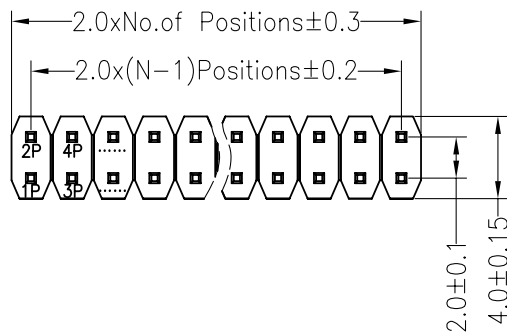 2.0xNo.of Positions±0.3
2.0x(N-1)Positions±0.2
2P 4P ......
1P 3P ......
2.0±0.1
4.0±0.15